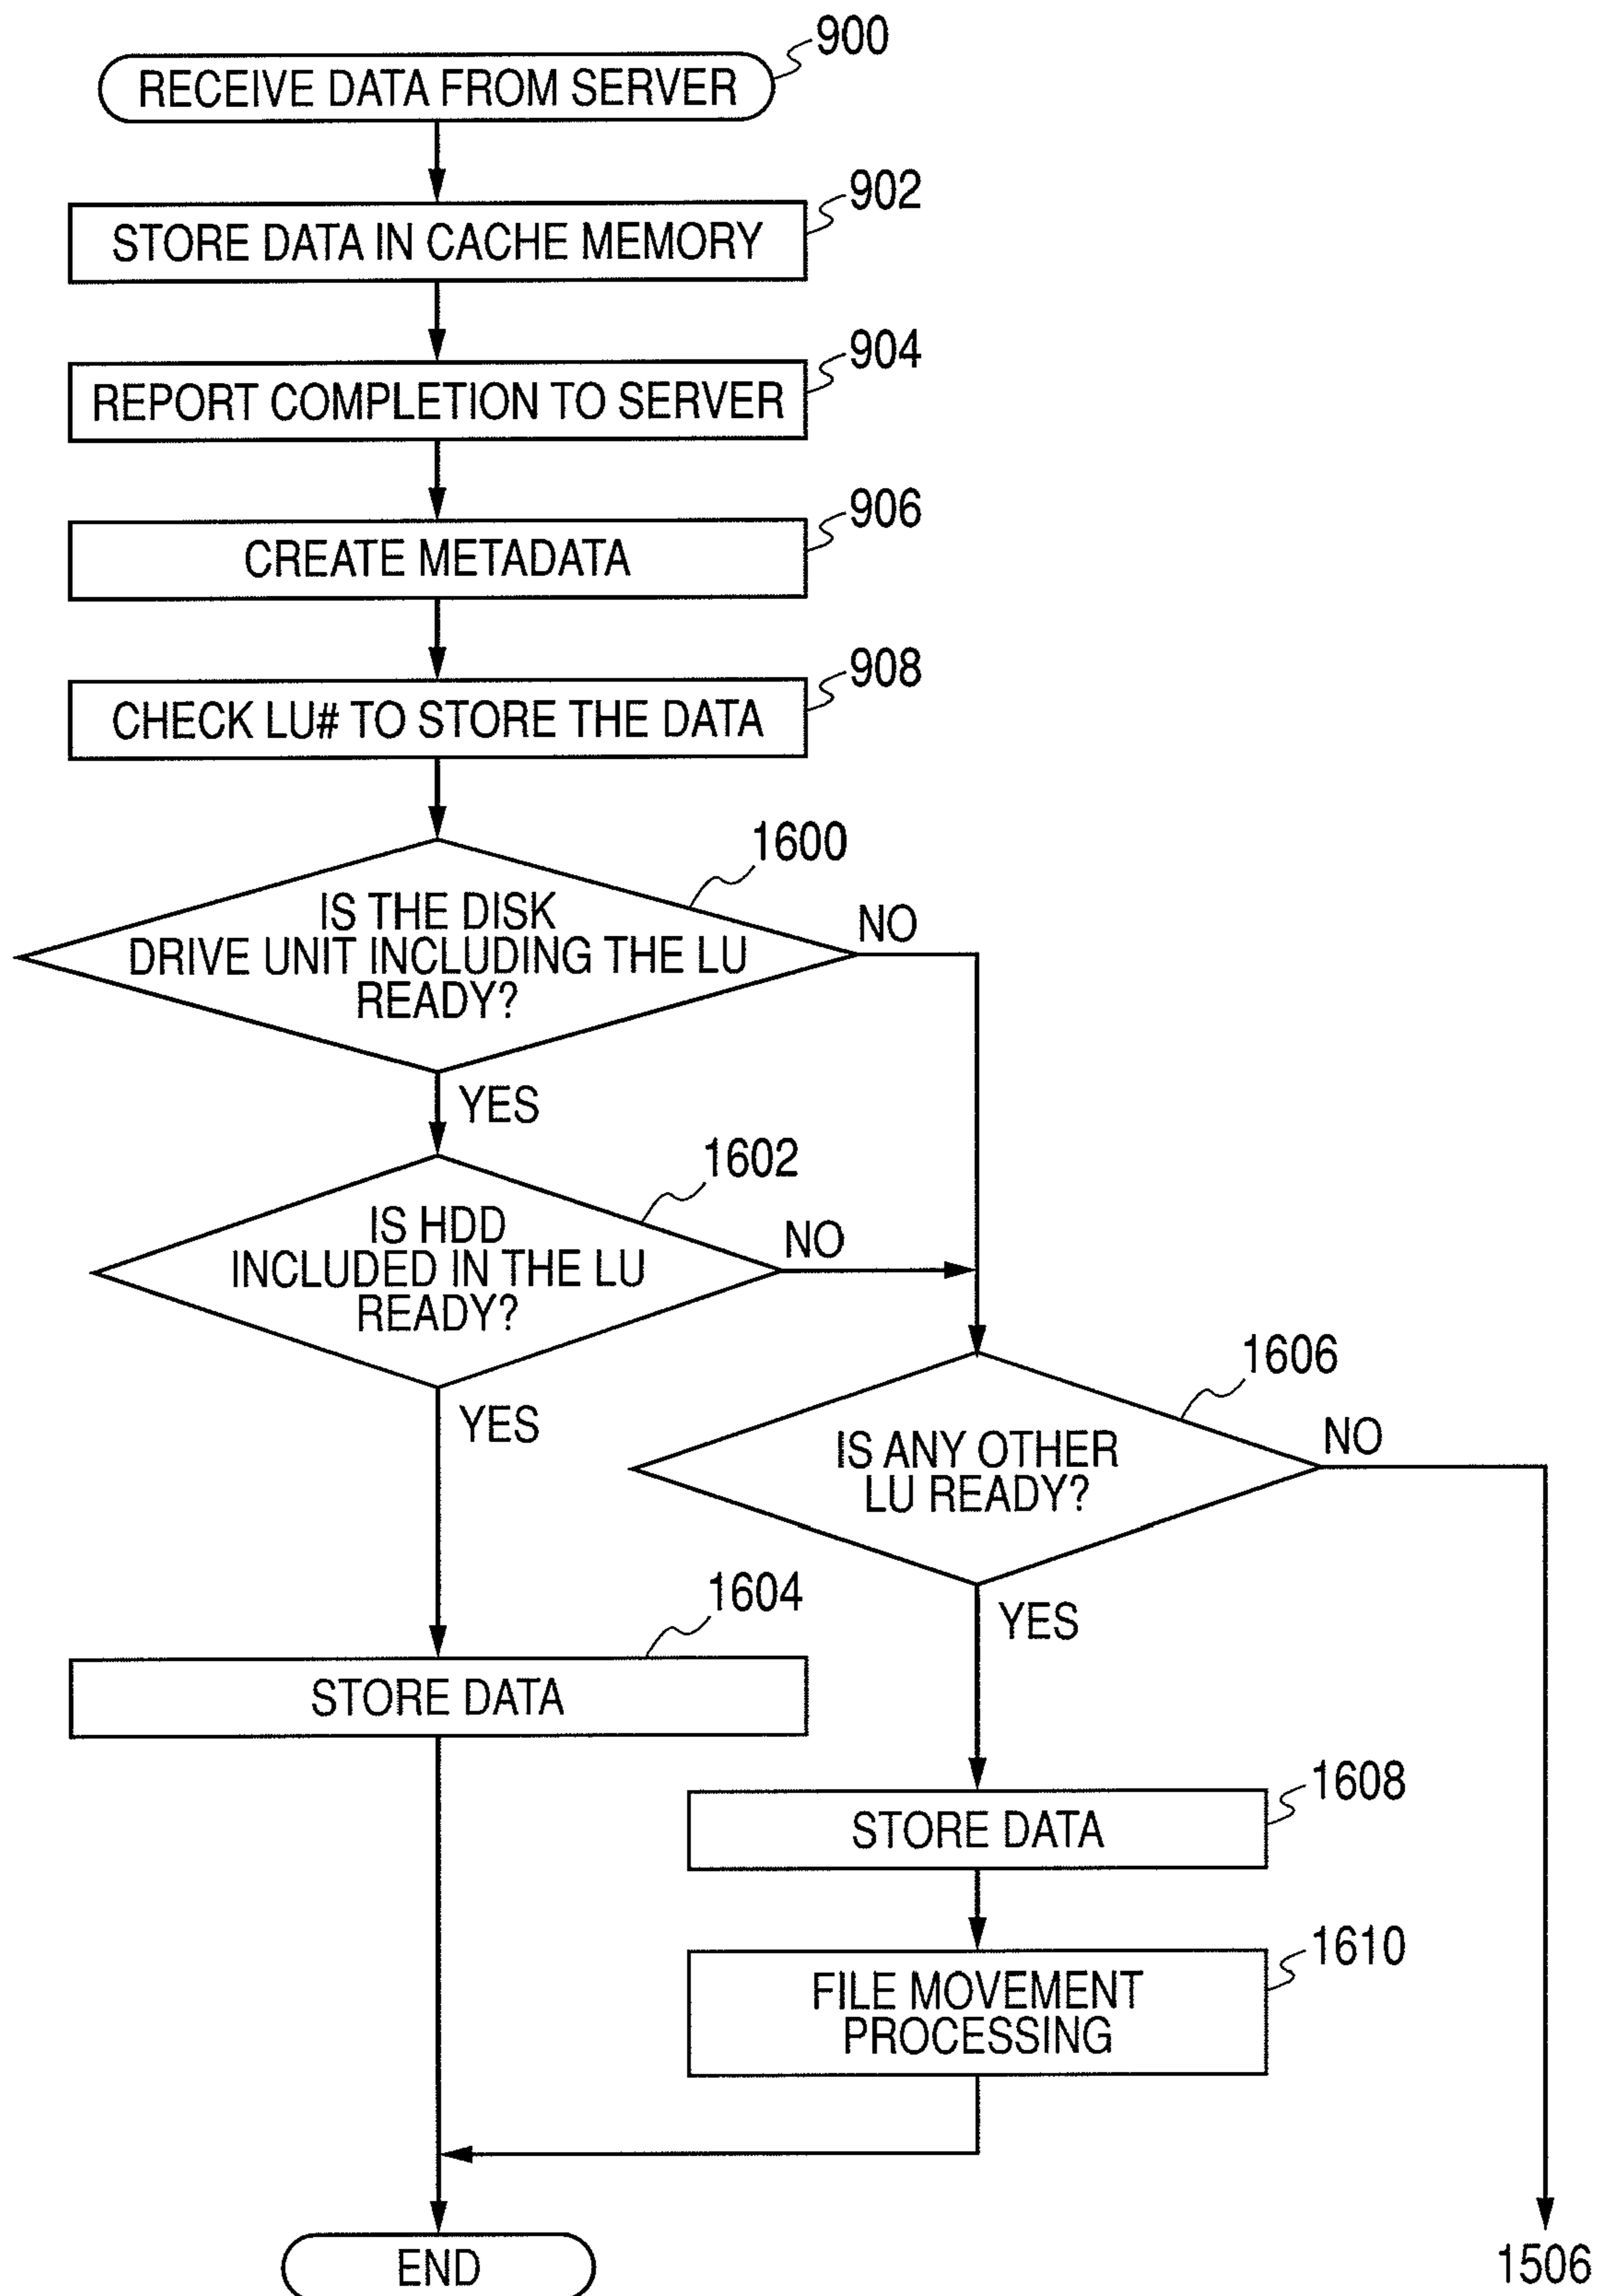 900
RECEIVE DATA FROM SERVER
902
STORE DATA IN CACHE MEMORY
904
REPORT COMPLETION TO SERVER
906
CREATE METADATA
908
CHECK LU# TO STORE THE DATA
1600
IS THE DISK
DRIVE UNIT INCLUDING THE LU
READY?
NO
YES
1602
IS HDD
INCLUDED IN THE LU
READY?
NO
YES
1606
IS ANY OTHER
LU READY?
NO
YES
1604
STORE DATA
1608
STORE DATA
1610
FILE MOVEMENT
PROCESSING
END
1506